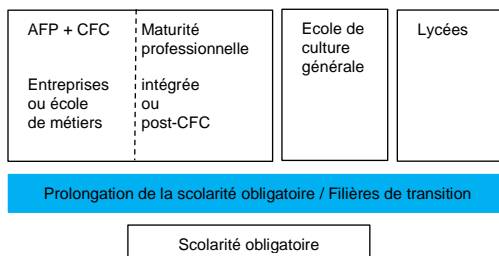 AFP + CFC
Entreprises
ou école
de métiers
Maturité
professionnelle
intégrée
ou
post-CFC
Ecole de
culture
générale
Lycées
Prolongation de la scolarité obligatoire / Filières de transition
Scolarité obligatoire